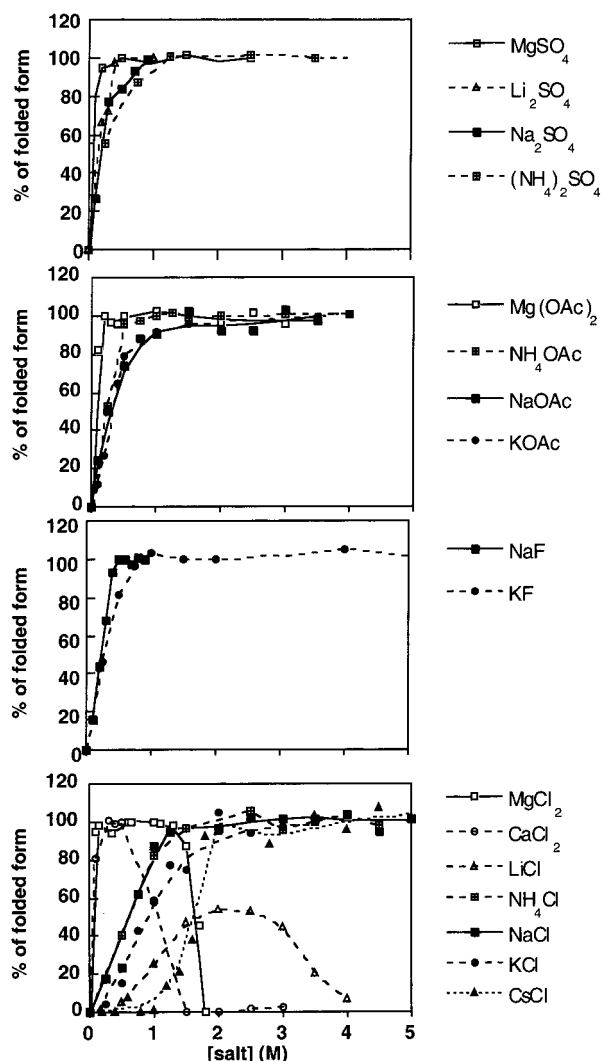 120
100
80
60
40
20
0
% of folded form
MgSO4
Li2SO4
Na2SO4
(NH4)2SO4
120
100
80
60
40
20
0
% of folded form
Mg(OAc)2
NH4OAc
NaOAc
KOAc
120
100
80
60
40
20
0
% of folded form
NaF
KF
120
100
80
60
40
20
0
% of folded form
MgCl2
CaCl2
LiCl
NH4Cl
NaCl
KCl
CsCl
0 1 2 3 4 5
[salt] (M)